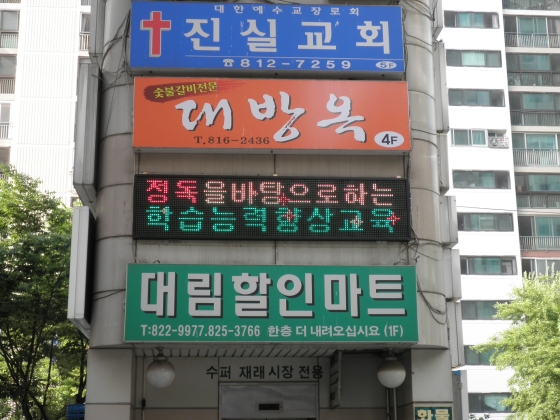 대한예수교장로회
진실교회
☎ 812-7259 5F
숯불갈비전문
대방옥
T. 816-2436 4F
정독을바탕으로하는
학습능력향상교육
대림할인마트
T:822-9977.825-3766 한층 더 내려오십시요 (1F)
수퍼 재래시장 전용
화물